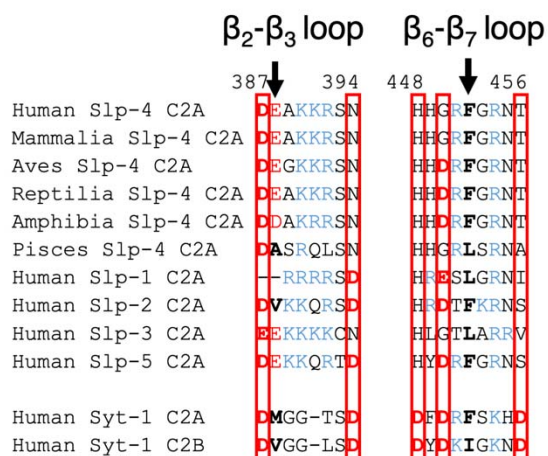 β2-β3 loop β6-β7 loop
387 394 448 456
Human Slp-4 C2A DEAKKRSN HHGRFGRNT
Mammalia Slp-4 C2A DEAKKRSN HHGRFGRNT
Aves Slp-4 C2A DEGKKRSN HHDRFGRNT
Reptilia Slp-4 C2A DEAKKRSN HHDRFGRNT
Amphibia Slp-4 C2A DDAKRRSN HHDRFGRNT
Pisces Slp-4 C2A DASRQLSN HHGRLSRNA
Human Slp-1 C2A --RRRRSD HRESLGRNI
Human Slp-2 C2A DVKKQRSD HRDTFKRNS
Human Slp-3 C2A EEKKKKCN HLGTLARRV
Human Slp-5 C2A DEKKQRTD HYDRFGRNS
Human Syt-1 C2A DMGG-TSD DFDRFSKHD
Human Syt-1 C2B DVGG-LSD DYDKIGKND